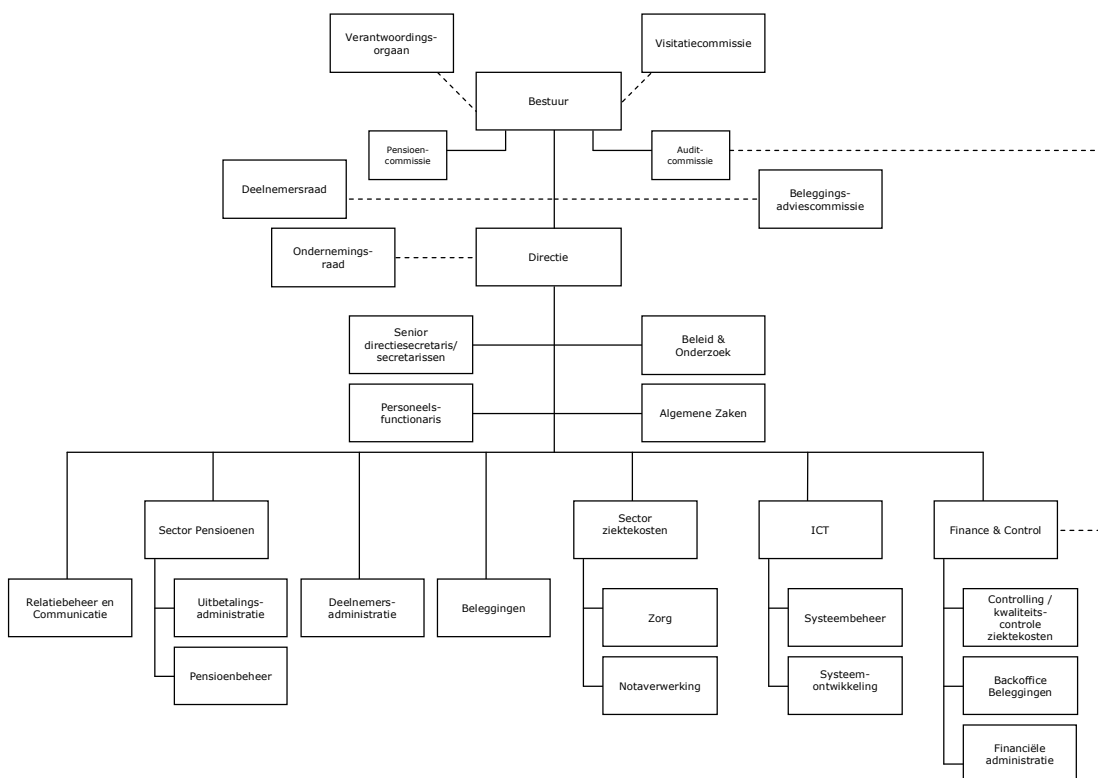 Verantwoordings-
orgaan
Visitatiecommissie
Bestuur
Pensioen-
commissie
Audit-
commissie
Deelnemersraad
Beleggings-
adviescommissie
Ondernemings-
raad
Directie
Senior
directiesecretaris/
secretarissen
Beleid &
Onderzoek
Personeels-
functionaris
Algemene Zaken
Sector Pensioenen
Sector
ziektekosten
ICT
Finance & Control
Relatiebeheer en
Communicatie
Uitbetalings-
administratie
Deelnemers-
administratie
Beleggingen
Zorg
Systeembeheer
Controlling /
kwaliteits-
controle
ziektekosten
Pensioenbeheer
Notaverwerking
Systeem-
ontwikkeling
Backoffice
Beleggingen
Financiële
administratie